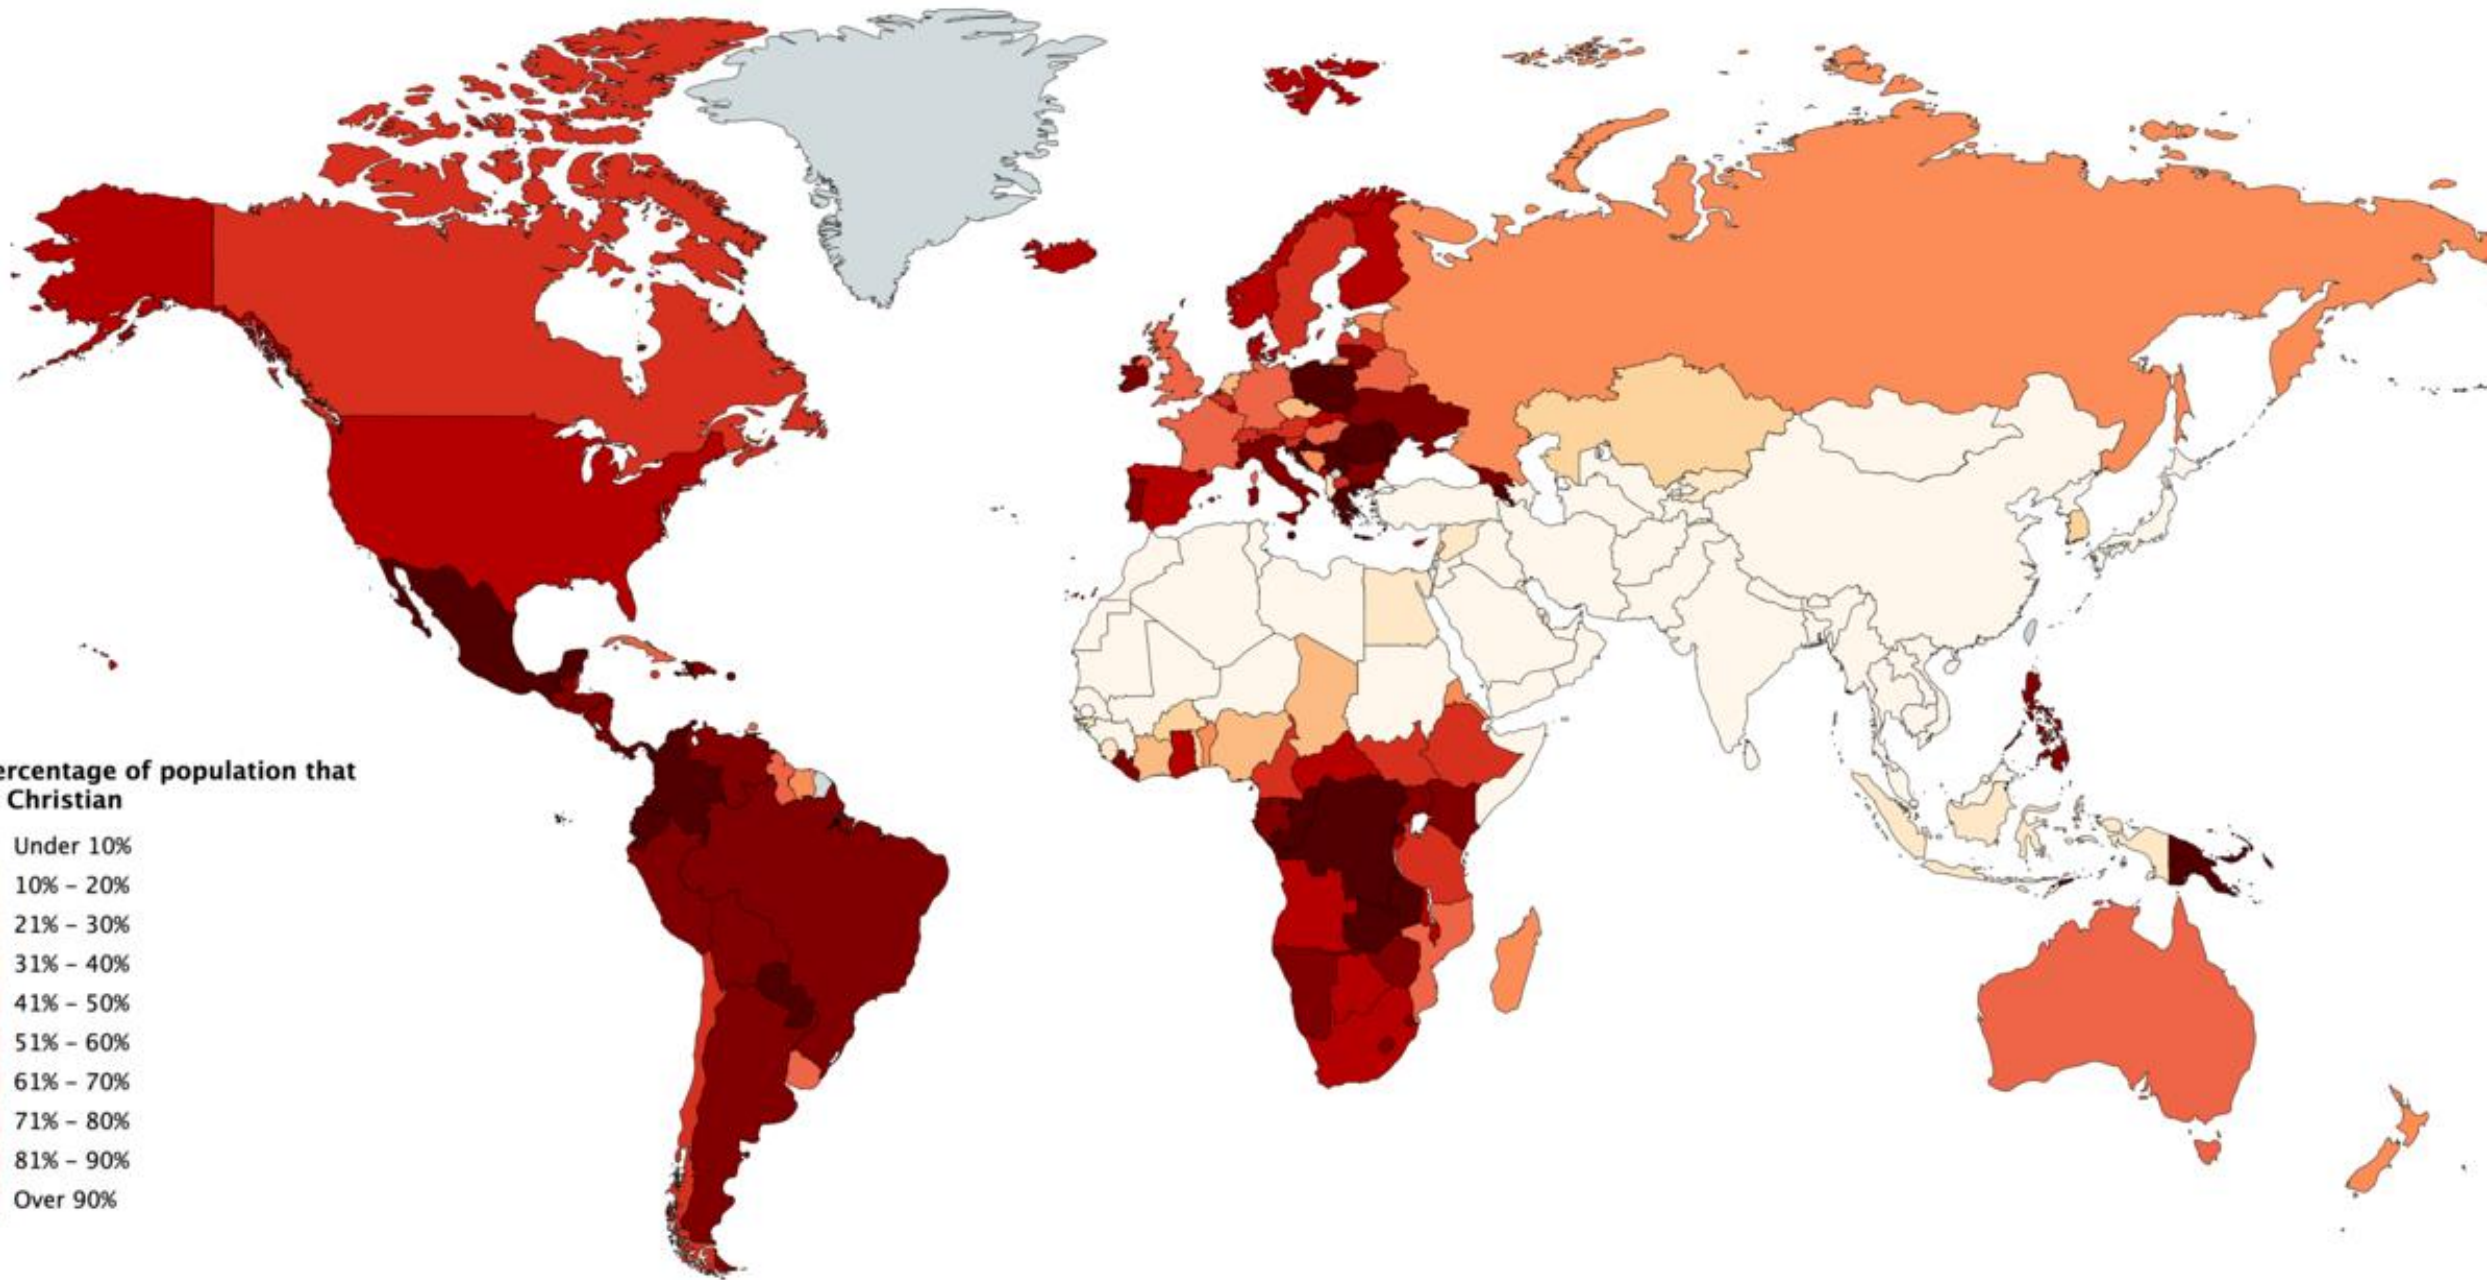 ercentage of population that
Christian
Under 10%
10% – 20%
21% – 30%
31% – 40%
41% – 50%
51% – 60%
61% – 70%
71% – 80%
81% – 90%
Over 90%